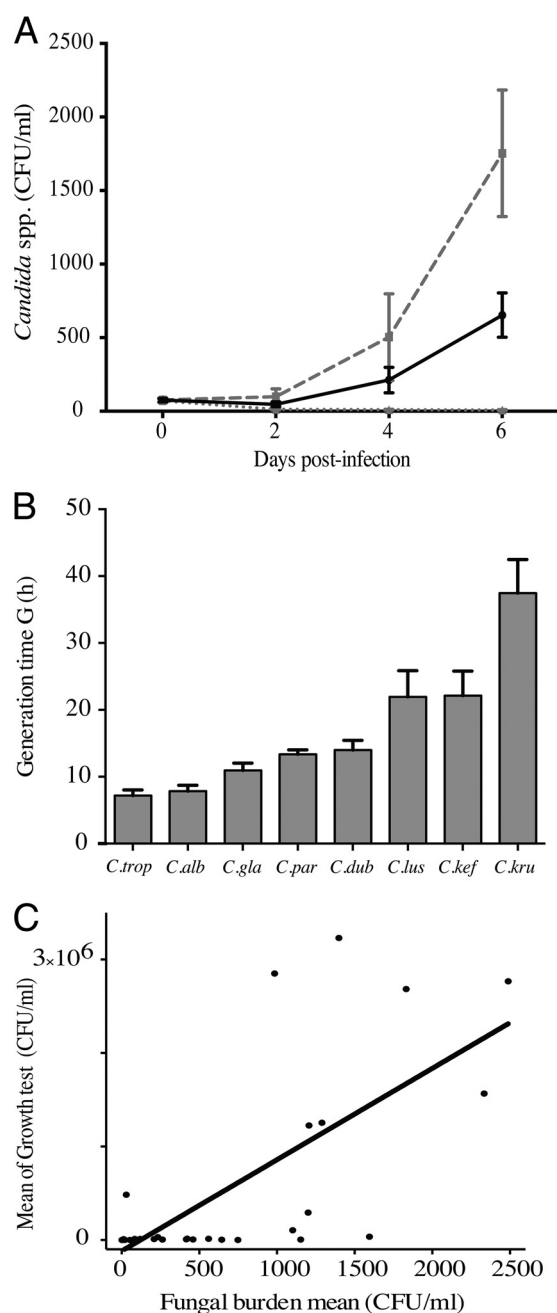 A
2500
2000
1500
1000
500
0
Candida spp. (CFU/ml)
0 2 4 6
Days post-infection
B
50
40
30
20
10
0
Generation time G (h)
C.trop C.alb C.gla C.par C.dub C.lus C.kef C.kru
C
3×10⁶
0
Mean of Growth test (CFU/ml)
0 500 1000 1500 2000 2500
Fungal burden mean (CFU/ml)